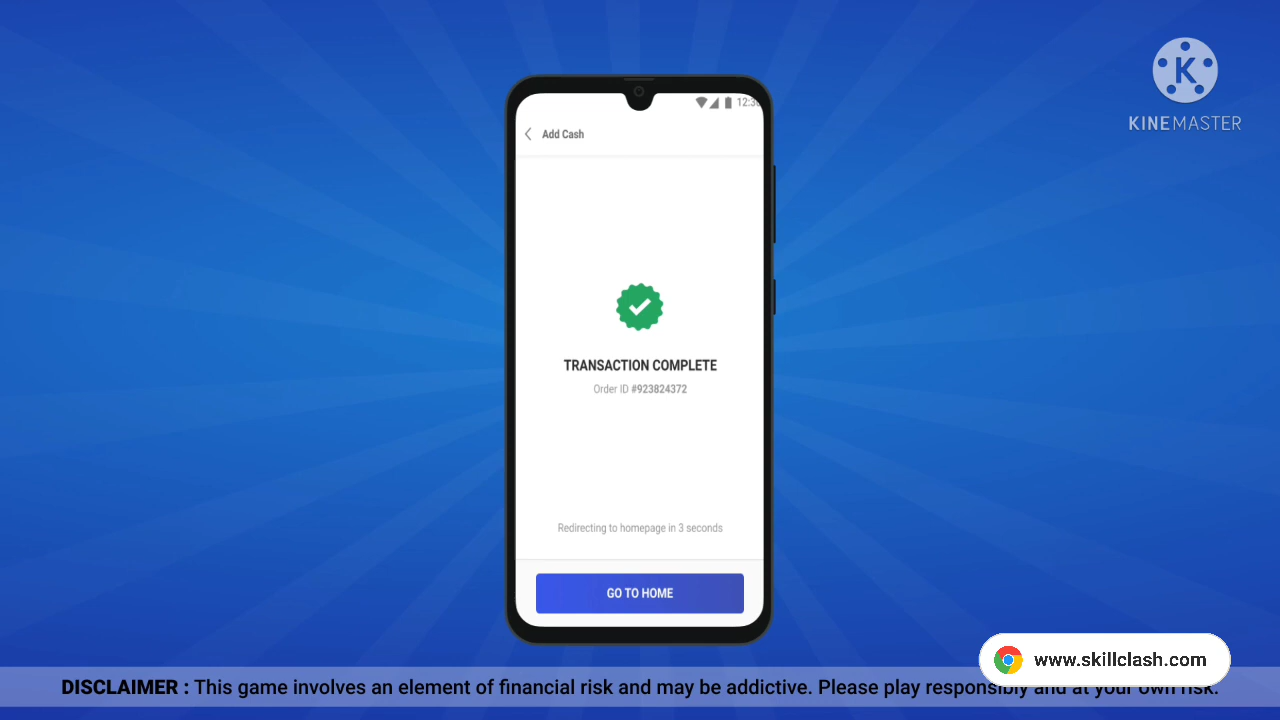 K
KINEMASTER
12:30
Add Cash
TRANSACTION COMPLETE
Order ID #923824372
Redirecting to homepage in 3 seconds
GO TO HOME
www.skillclash.com
DISCLAIMER : This game involves an element of financial risk and may be addictive. Please play responsibly and at your own risk.